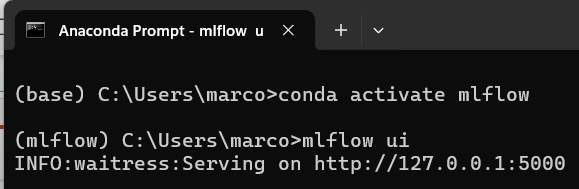 Anaconda Prompt - mlflow  u
(base) C:\Users\marco>conda activate mlflow
(mlflow) C:\Users\marco>mlflow ui
INFO:waitress:Serving on http://127.0.0.1:5000